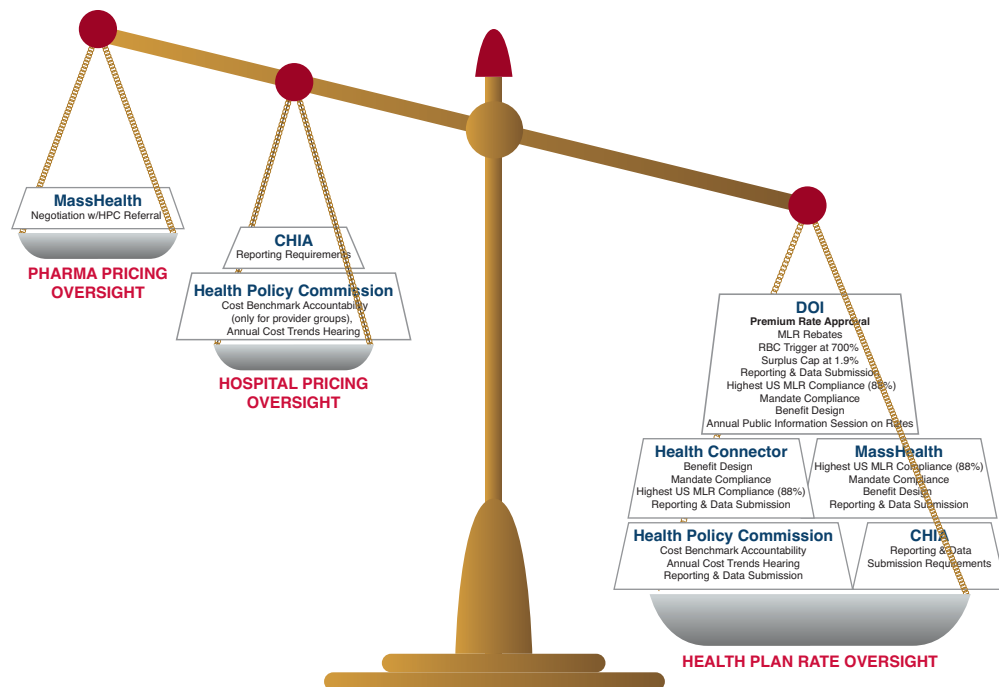 MassHealth
Negotiation w/HPC Referral
PHARMA PRICING
OVERSIGHT
CHIA
Reporting Requirements
Health Policy Commission
Cost Benchmark Accountability
(only for provider groups),
Annual Cost Trends Hearing
HOSPITAL PRICING
OVERSIGHT
DOI
Premium Rate Approval
MLR Rebates
RBC Trigger at 700%
Surplus Cap at 1.9%
Reporting & Data Submission
Highest US MLR Compliance (88%)
Mandate Compliance
Benefit Design
Annual Public Information Session on Rates
Health Connector
Benefit Design
Mandate Compliance
Highest US MLR Compliance (88%)
Reporting & Data Submission
MassHealth
Highest US MLR Compliance (88%)
Mandate Compliance
Benefit Design
Reporting & Data Submission
Health Policy Commission
Cost Benchmark Accountability
Annual Cost Trends Hearing
Reporting & Data Submission
CHIA
Reporting & Data
Submission Requirements
HEALTH PLAN RATE OVERSIGHT